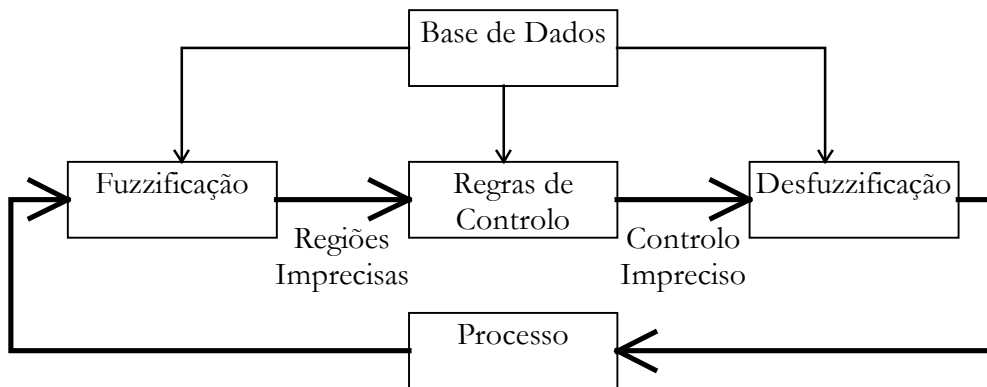 Base de Dados
Fuzzificação
Regras de
Controlo
Desfuzzificação
Regiões
Imprecisas
Controlo
Impreciso
Processo